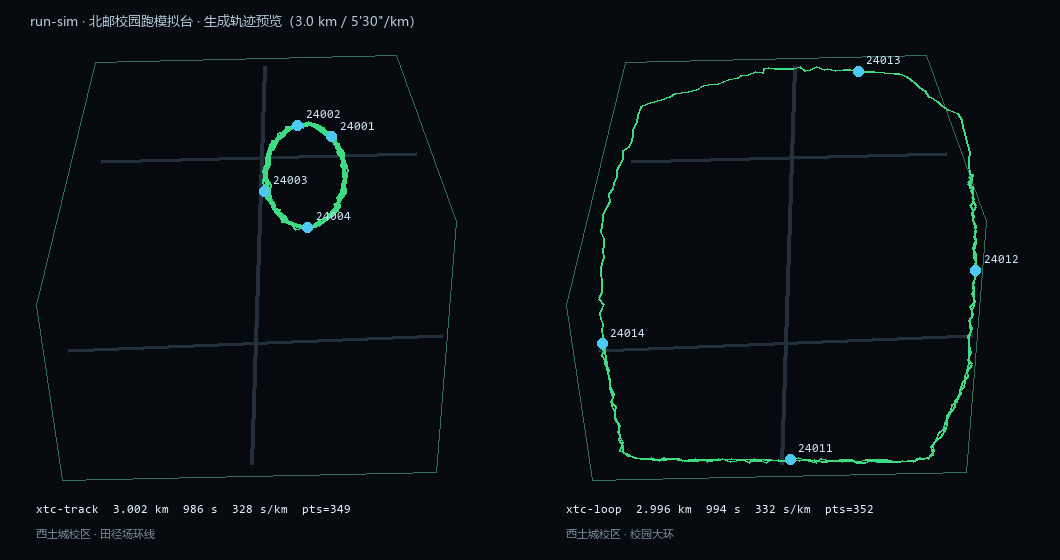 run-sim · 北邮校园跑模拟台 · 生成轨迹预览（3.0 km / 5'30"/km）
24002
24001
24003
24004
xtc-track 3.002 km 986 s 328 s/km pts=349
西土城校区 · 田径场环线
24013
24012
24014
24011
xtc-loop 2.996 km 994 s 332 s/km pts=352
西土城校区 · 校园大环